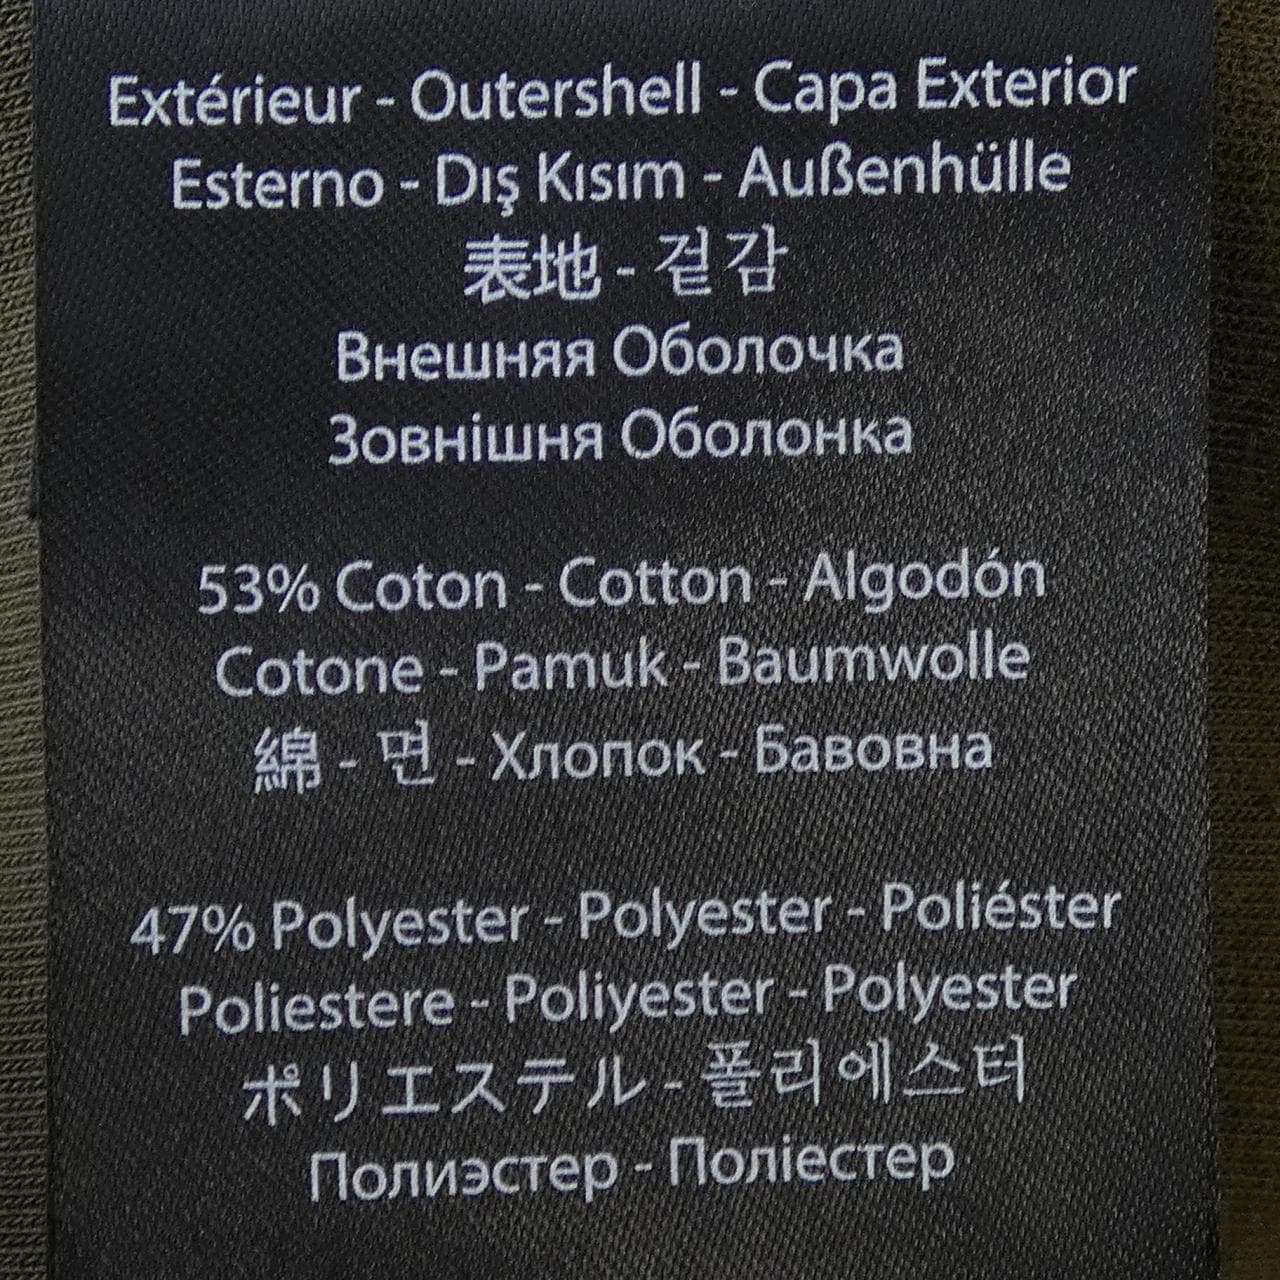 Extérieur - Outershell - Capa Exterior
Esterno - Dış Kısım - Außenhülle
表地 - 겉감
Внешняя Оболочка
Зовнішня Оболонка
53% Coton - Cotton - Algodón
Cotone - Pamuk - Baumwolle
綿 - 면 - Хлопок - Бавовна
47% Polyester - Polyester - Poliéster
Poliestere - Poliyester - Polyester
ポリエステル - 폴리에스터
Полиэстер - Поліестер